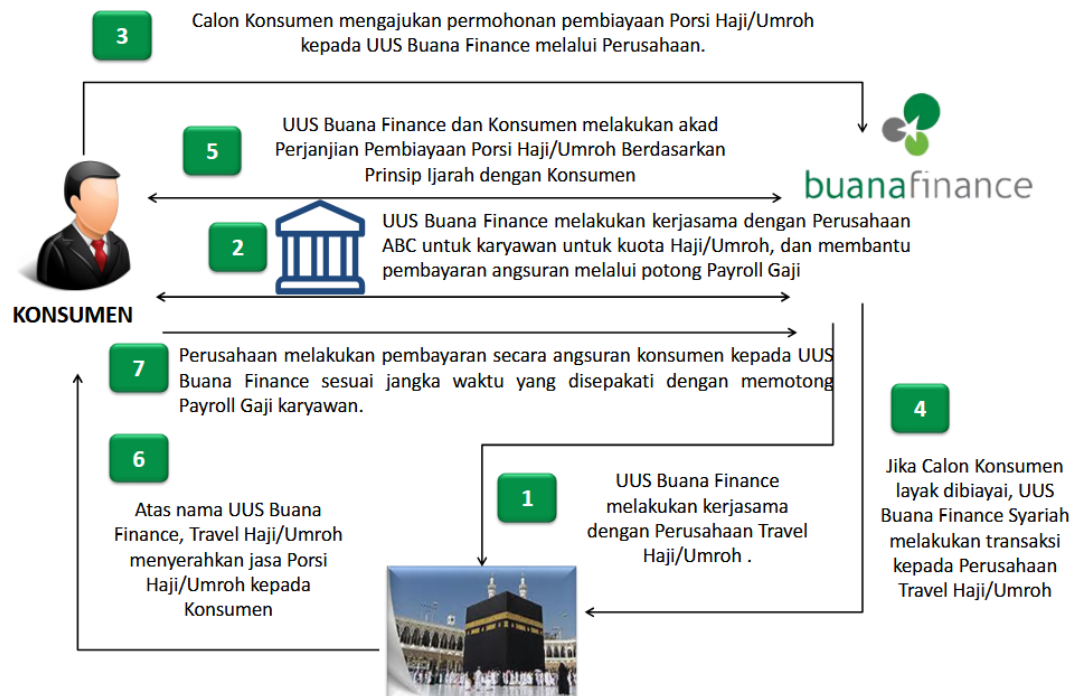 3
Calon Konsumen mengajukan permohonan pembiayaan Porsi Haji/Umroh
kepada UUS Buana Finance melalui Perusahaan.
5
UUS Buana Finance dan Konsumen melakukan akad
Perjanjian Pembiayaan Porsi Haji/Umroh Berdasarkan
Prinsip Ijarah dengan Konsumen
buanafinance
2
UUS Buana Finance melakukan kerjasama dengan Perusahaan
ABC untuk karyawan untuk kuota Haji/Umroh, dan membantu
pembayaran angsuran melalui potong Payroll Gaji
KONSUMEN
7
Perusahaan melakukan pembayaran secara angsuran konsumen kepada UUS
Buana Finance sesuai jangka waktu yang disepakati dengan memotong
Payroll Gaji karyawan.
4
Jika Calon Konsumen
layak dibiayai, UUS
Buana Finance Syariah
melakukan transaksi
kepada Perusahaan
Travel Haji/Umroh
6
Atas nama UUS Buana
Finance, Travel Haji/Umroh
menyerahkan jasa Porsi
Haji/Umroh kepada
Konsumen
1
UUS Buana Finance
melakukan kerjasama
dengan Perusahaan Travel
Haji/Umroh .